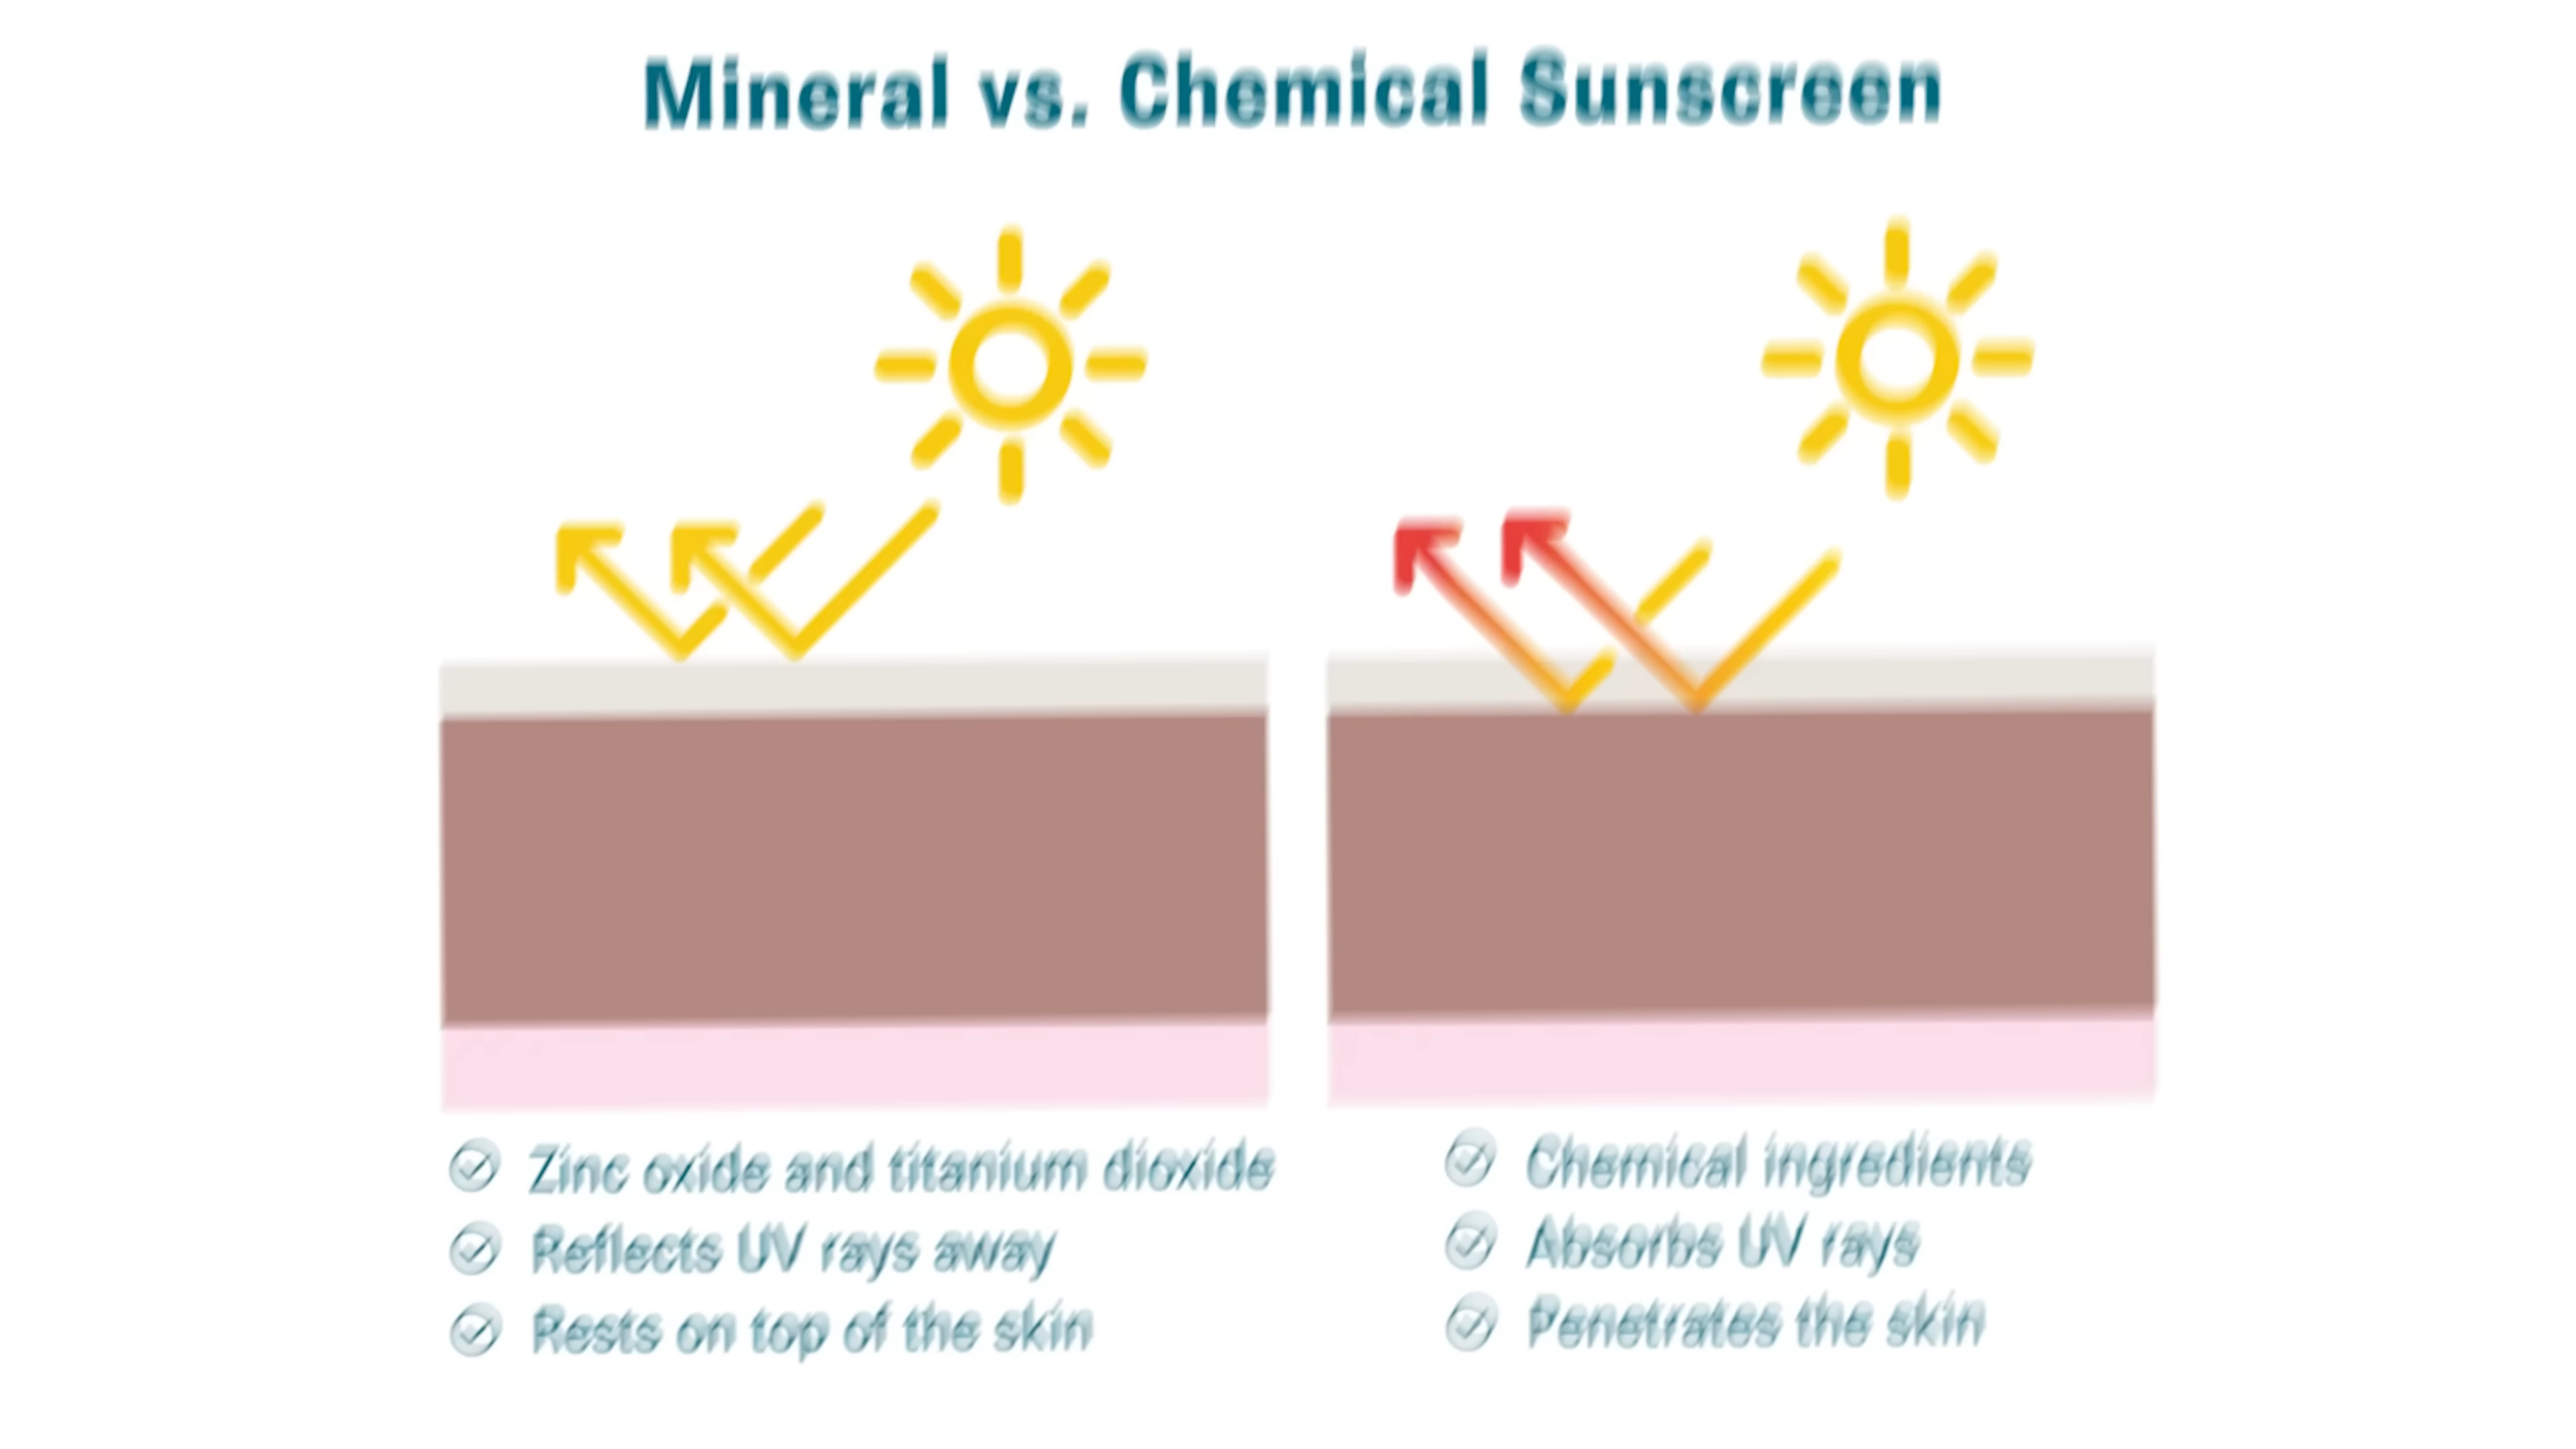 Mineral vs. Chemical Sunscreen
Zinc oxide and titanium dioxide
Reflects UV rays away
Rests on top of the skin
Chemical ingredients
Absorbs UV rays
Penetrates the skin